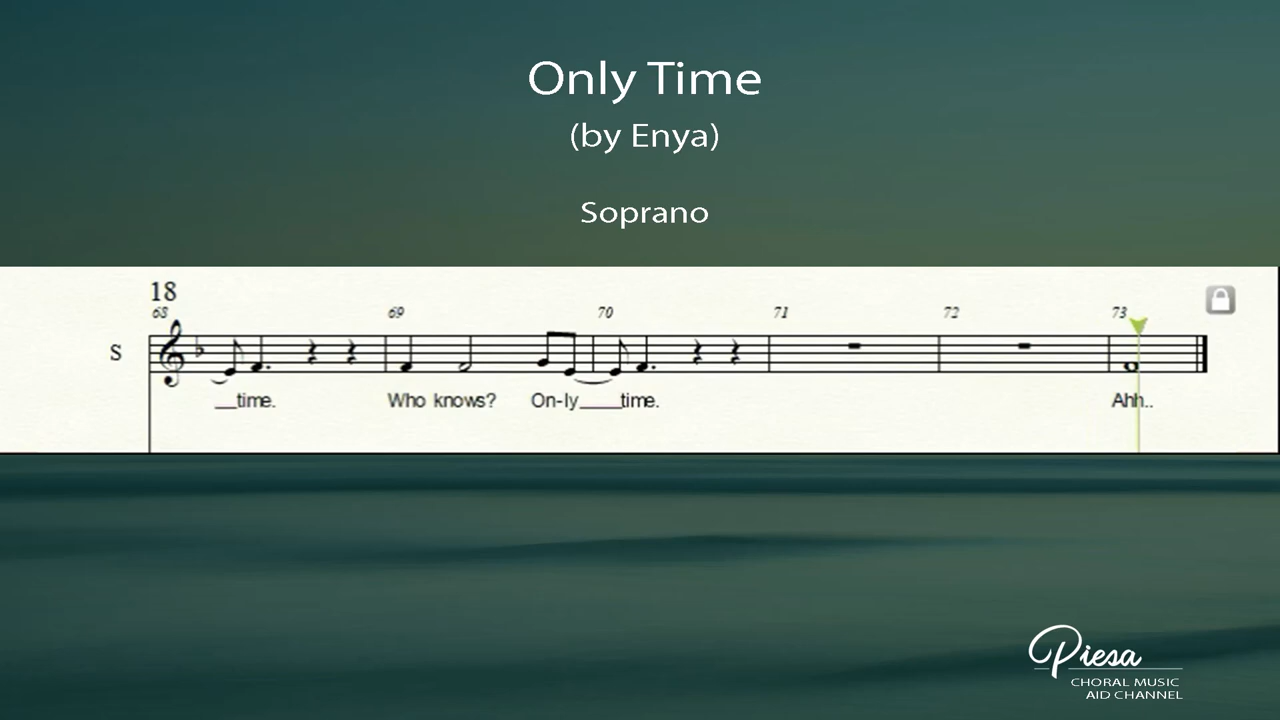 Only Time
(by Enya)
Soprano
18
68 69 70 71 72 73
S
__time. Who knows? On-ly____time. Ahh..
Piesa
CHORAL MUSIC
AID CHANNEL